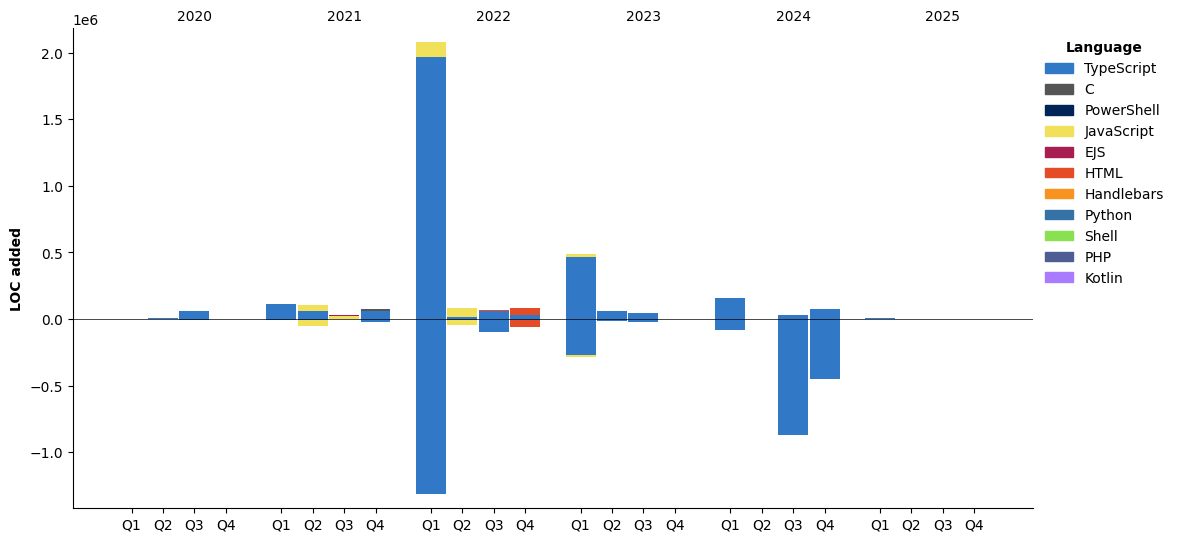 1e6
2020 2021 2022 2023 2024 2025
Language
TypeScript
C
PowerShell
JavaScript
EJS
HTML
Handlebars
Python
Shell
PHP
Kotlin
LOC added
2.0
1.5
1.0
0.5
0.0
−0.5
−1.0
Q1 Q2 Q3 Q4 Q1 Q2 Q3 Q4 Q1 Q2 Q3 Q4 Q1 Q2 Q3 Q4 Q1 Q2 Q3 Q4 Q1 Q2 Q3 Q4